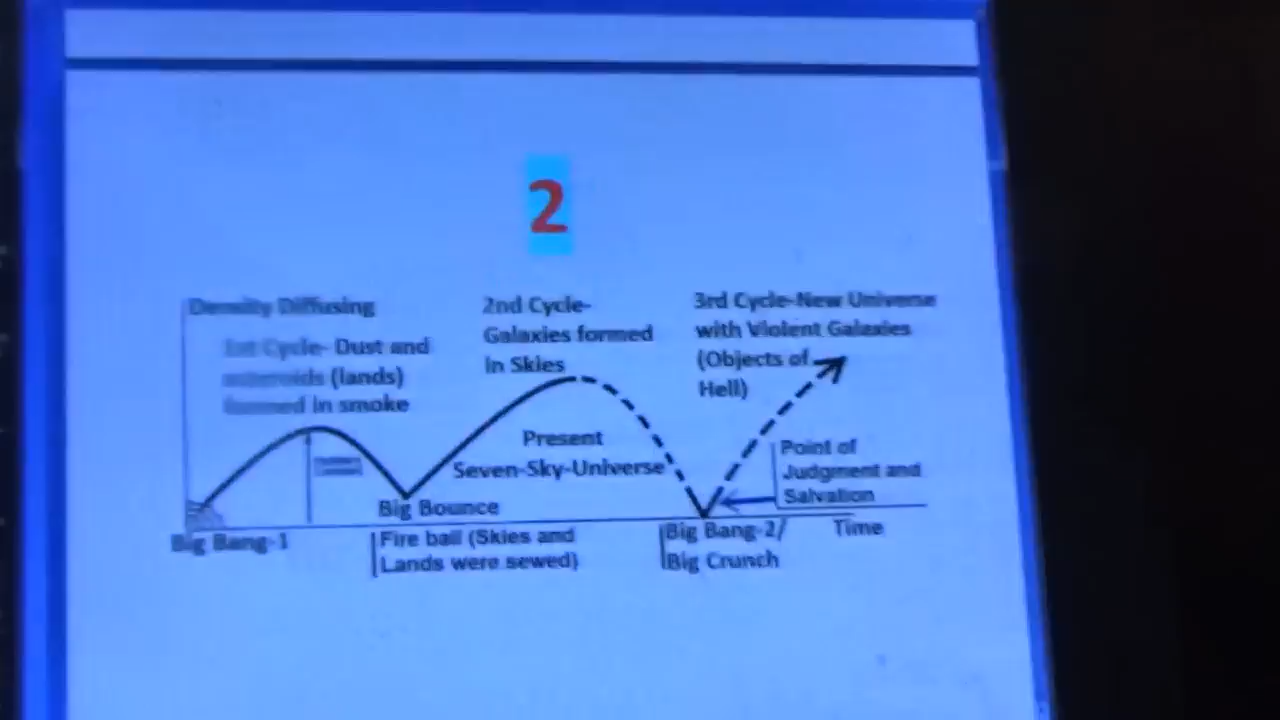 2
Density Diffusing
1st Cycle- Dust and
asteroids (lands)
formed in smoke
2nd Cycle-
Galaxies formed
in Skies
3rd Cycle-New Universe
with Violent Galaxies
(Objects of
Hell)
Present
Seven-Sky-Universe
Point of
Judgment and
Salvation
Big Bounce
Big Bang-1
Fire ball (Skies and
Lands were sewed)
Big Bang-2/
Big Crunch
Time